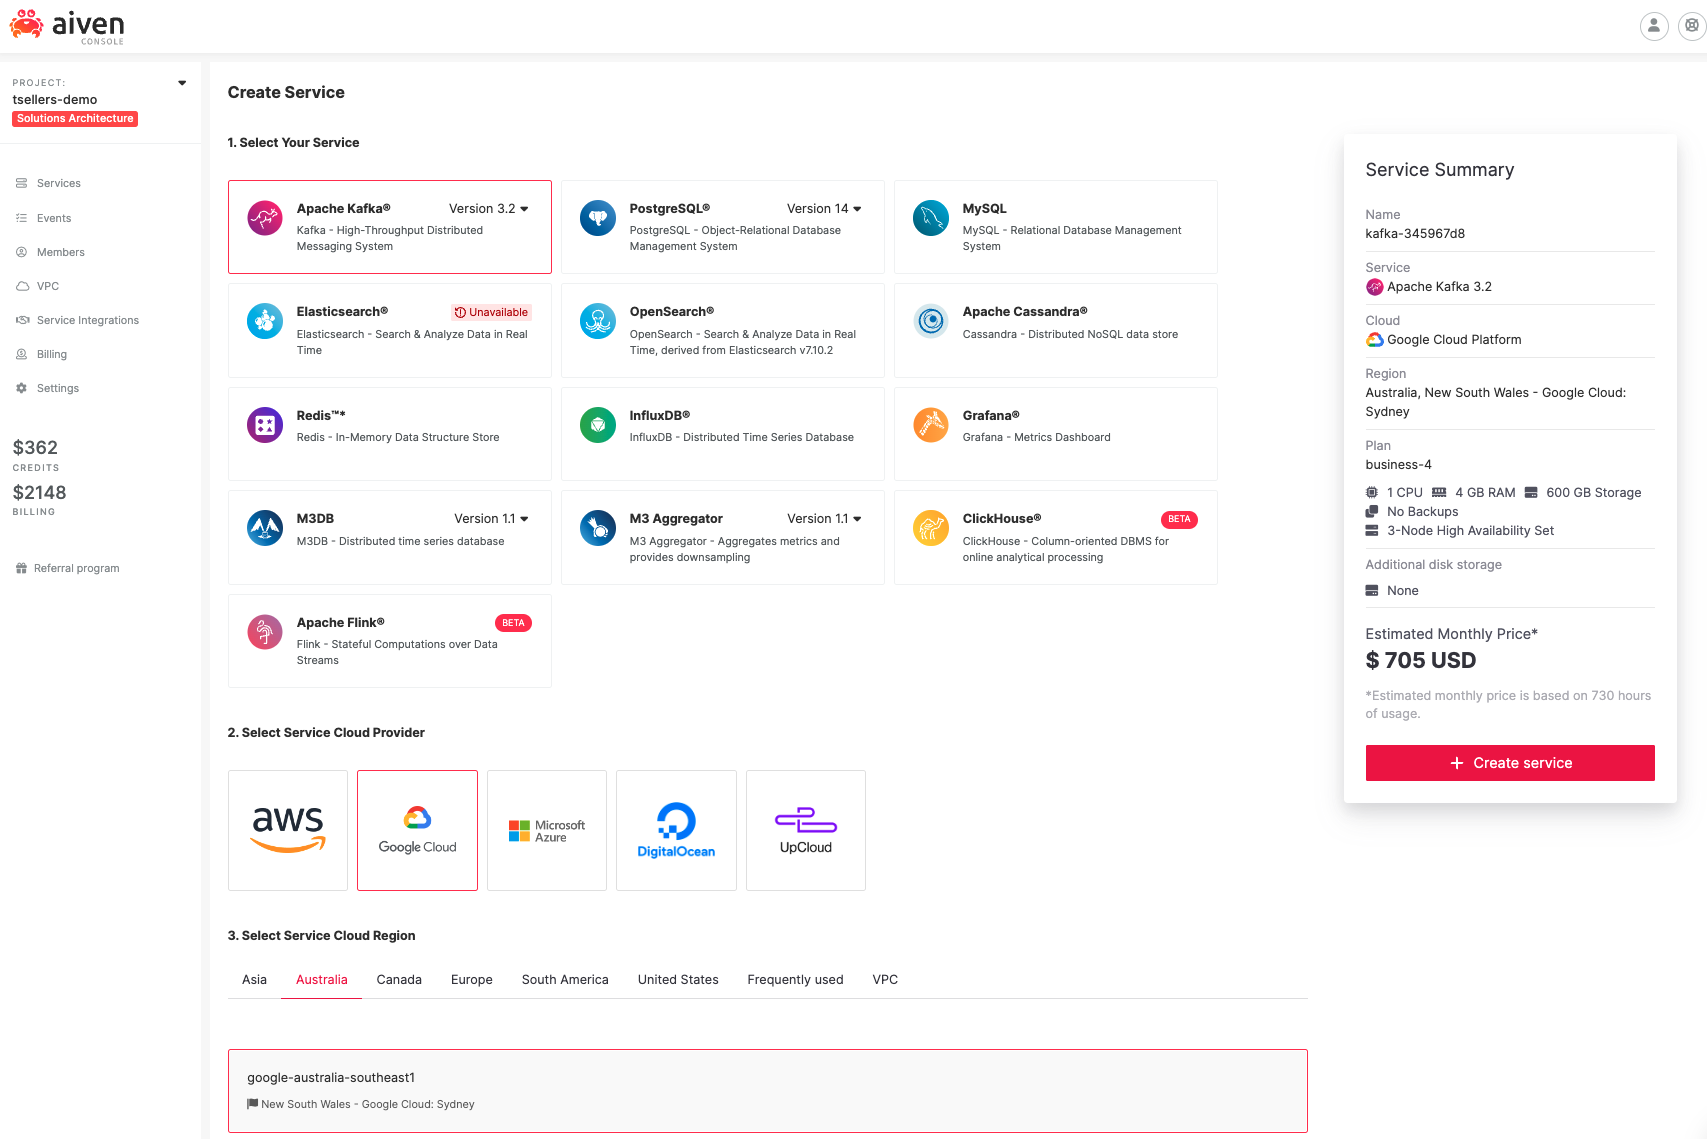 aiven
CONSOLE
PROJECT:
tsellers-demo
Solutions Architecture
Services
Events
Members
VPC
Service Integrations
Billing
Settings
$362
CREDITS
$2148
BILLING
Referral program
Create Service
1. Select Your Service
Apache Kafka® Version 3.2
Kafka - High-Throughput Distributed
Messaging System
PostgreSQL® Version 14
PostgreSQL - Object-Relational Database
Management System
MySQL
MySQL - Relational Database Management
System
Elasticsearch® Unavailable
Elasticsearch - Search & Analyze Data in Real
Time
OpenSearch®
OpenSearch - Search & Analyze Data in Real
Time, derived from Elasticsearch v7.10.2
Apache Cassandra®
Cassandra - Distributed NoSQL data store
Redis™*
Redis - In-Memory Data Structure Store
InfluxDB®
InfluxDB - Distributed Time Series Database
Grafana®
Grafana - Metrics Dashboard
M3DB Version 1.1
M3DB - Distributed time series database
M3 Aggregator Version 1.1
M3 Aggregator - Aggregates metrics and
provides downsampling
ClickHouse® BETA
ClickHouse - Column-oriented DBMS for
online analytical processing
Apache Flink® BETA
Flink - Stateful Computations over Data
Streams
2. Select Service Cloud Provider
aws
Google Cloud
Microsoft
Azure
DigitalOcean
UpCloud
3. Select Service Cloud Region
Asia Australia Canada Europe South America United States Frequently used VPC
google-australia-southeast1
New South Wales - Google Cloud: Sydney
Service Summary
Name
kafka-345967d8
Service
Apache Kafka 3.2
Cloud
Google Cloud Platform
Region
Australia, New South Wales - Google Cloud:
Sydney
Plan
business-4
1 CPU 4 GB RAM 600 GB Storage
No Backups
3-Node High Availability Set
Additional disk storage
None
Estimated Monthly Price*
$ 705 USD
*Estimated monthly price is based on 730 hours
of usage.
+ Create service